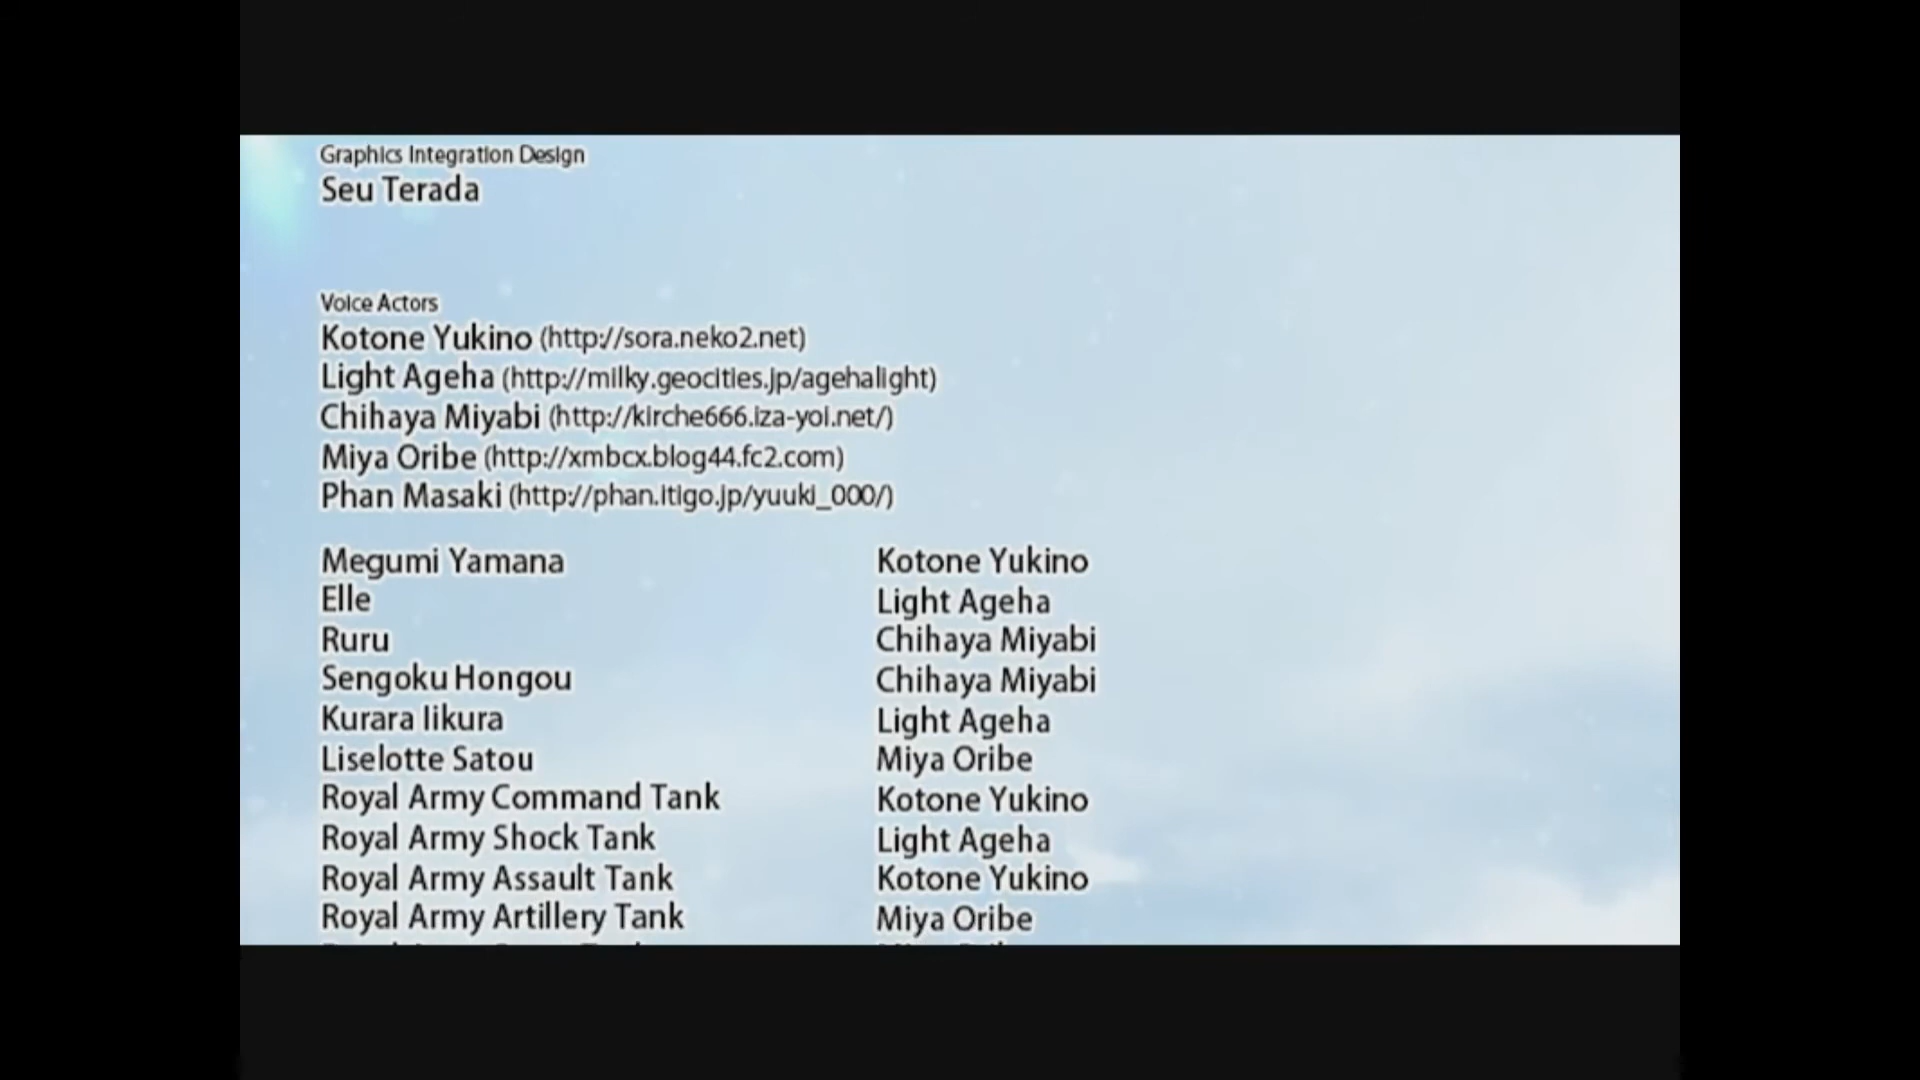 Graphics Integration Design
Seu Terada
Voice Actors
Kotone Yukino (http://sora.neko2.net)
Light Ageha (http://milky.geocities.jp/agehalight)
Chihaya Miyabi (http://kirche666.iza-yoi.net/)
Miya Oribe (http://xmbcx.blog44.fc2.com)
Phan Masaki (http://phan.itigo.jp/yuuki_000/)
Megumi Yamana Kotone Yukino
Elle Light Ageha
Ruru Chihaya Miyabi
Sengoku Hongou Chihaya Miyabi
Kurara Iikura Light Ageha
Liselotte Satou Miya Oribe
Royal Army Command Tank Kotone Yukino
Royal Army Shock Tank Light Ageha
Royal Army Assault Tank Kotone Yukino
Royal Army Artillery Tank Miya Oribe